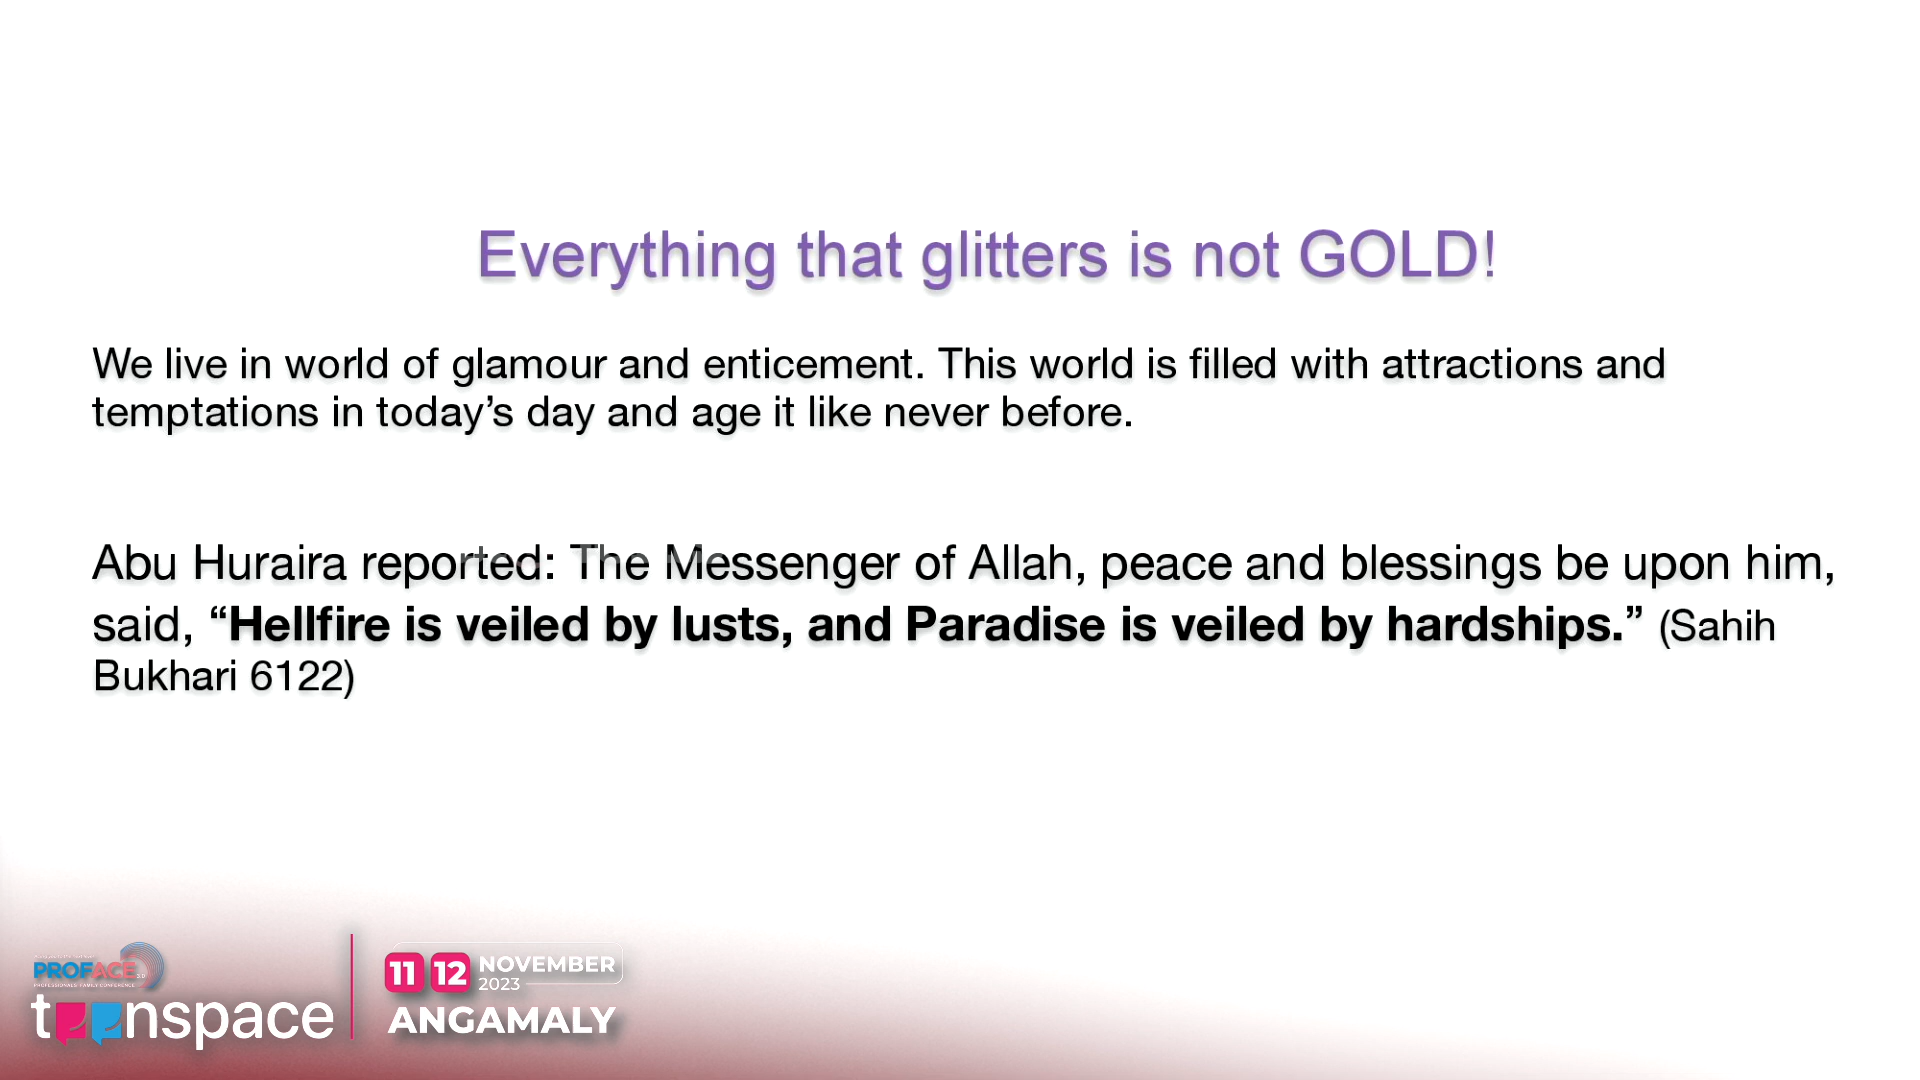 Everything that glitters is not GOLD!
We live in world of glamour and enticement. This world is filled with attractions and
temptations in today’s day and age it like never before.
Abu Huraira reported: The Messenger of Allah, peace and blessings be upon him,
said, “Hellfire is veiled by lusts, and Paradise is veiled by hardships.” (Sahih
Bukhari 6122)
PROFACE
PROFESSIONALS' FAMILY CONFERENCE
teenspace
11 12 NOVEMBER
2023
ANGAMALY